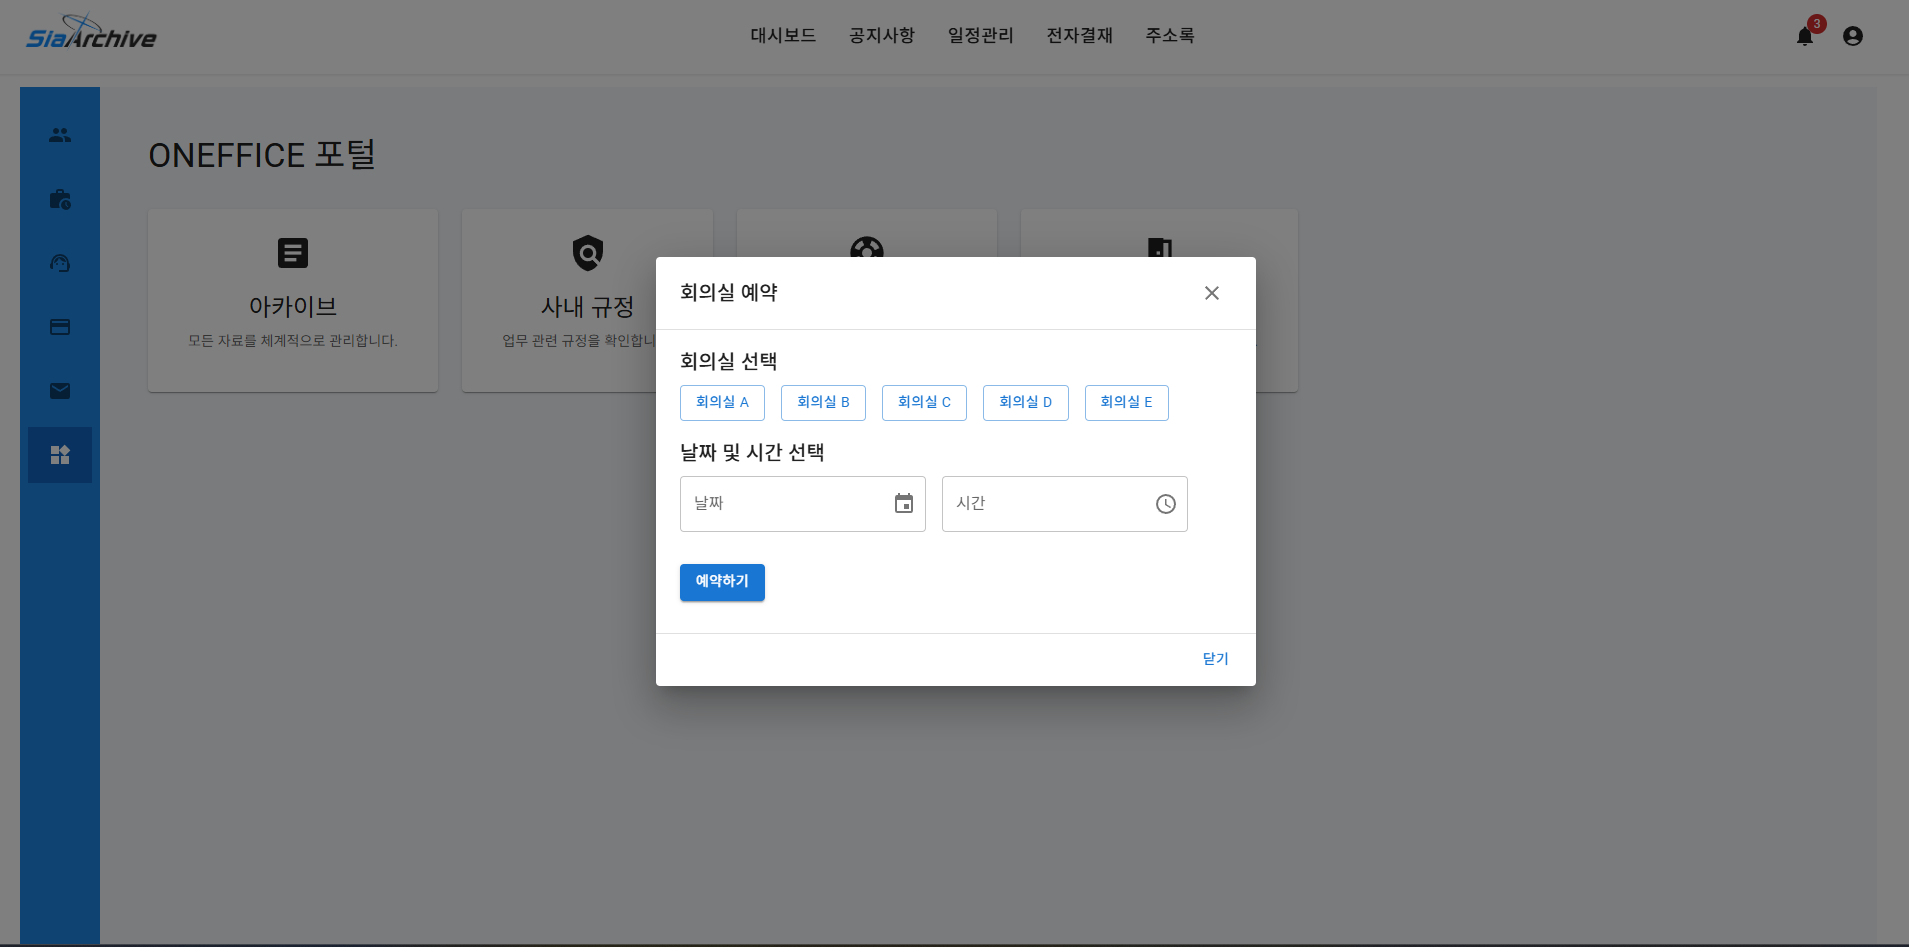 SiaArchive
대시보드 공지사항 일정관리 전자결재 주소록
3
ONEFFICE 포털
아카이브
모든 자료를 체계적으로 관리합니다.
사내 규정
업무 관련 규정을 확인합니
회의실 예약
회의실 선택
회의실 A 회의실 B 회의실 C 회의실 D 회의실 E
날짜 및 시간 선택
날짜 시간
예약하기
닫기